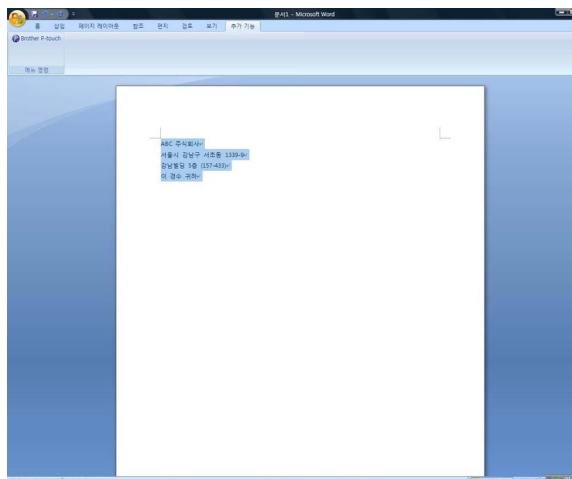 문서1 - Microsoft Word
홈 삽입 페이지 레이아웃 참조 편지 검토 보기 추가 기능
Brother P-touch
메뉴 명령
ABC 주식회사
서울시 강남구 서초동 1339-9
강남빌딩 5층 (157-433)
이 경수 귀하